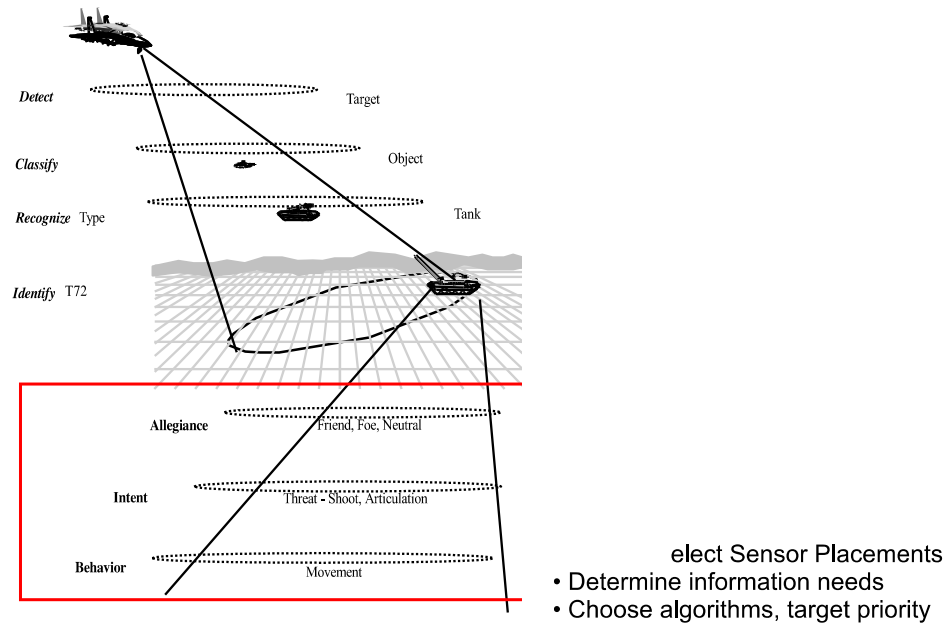 Detect Target
Classify Object
Recognize Type Tank
Identify T72
Allegiance Friend, Foe, Neutral
Intent Threat - Shoot, Articulation
Behavior Movement
elect Sensor Placements
• Determine information needs
• Choose algorithms, target priority